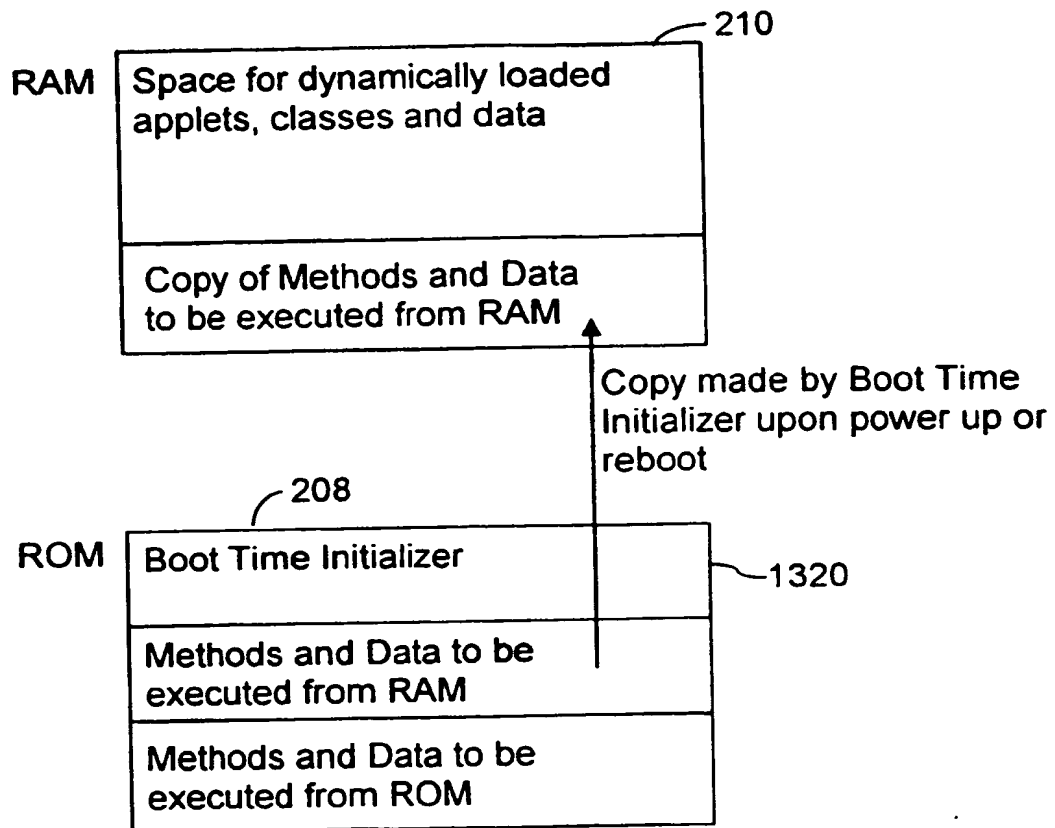 210
RAM
Space for dynamically loaded
applets, classes and data
Copy of Methods and Data
to be executed from RAM
Copy made by Boot Time
Initializer upon power up or
reboot
208
ROM
Boot Time Initializer
1320
Methods and Data to be
executed from RAM
Methods and Data to be
executed from ROM